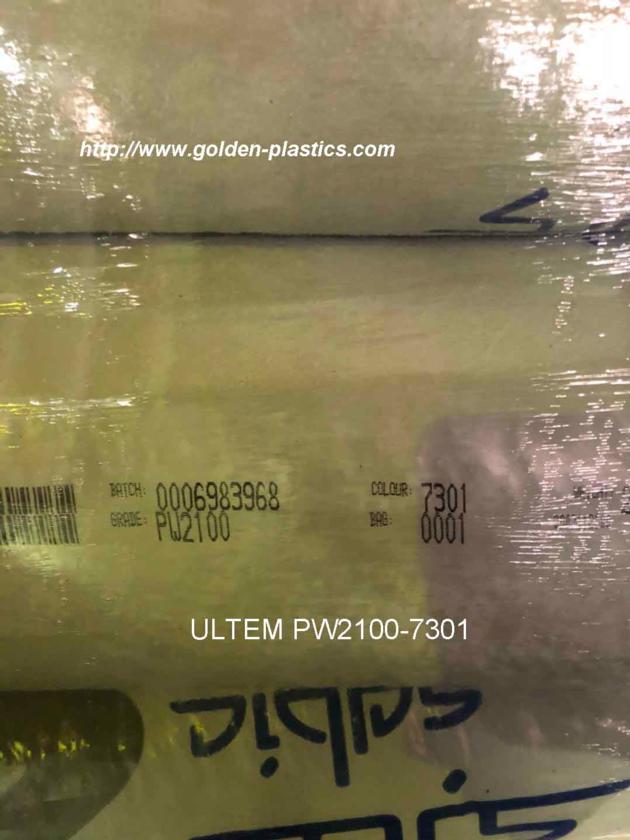 http://www.golden-plastics.com
BATCH: 0006983968 COLOUR: 7301
GRADE: PW2100 BAG: 0001
ULTEM PW2100-7301
sabic